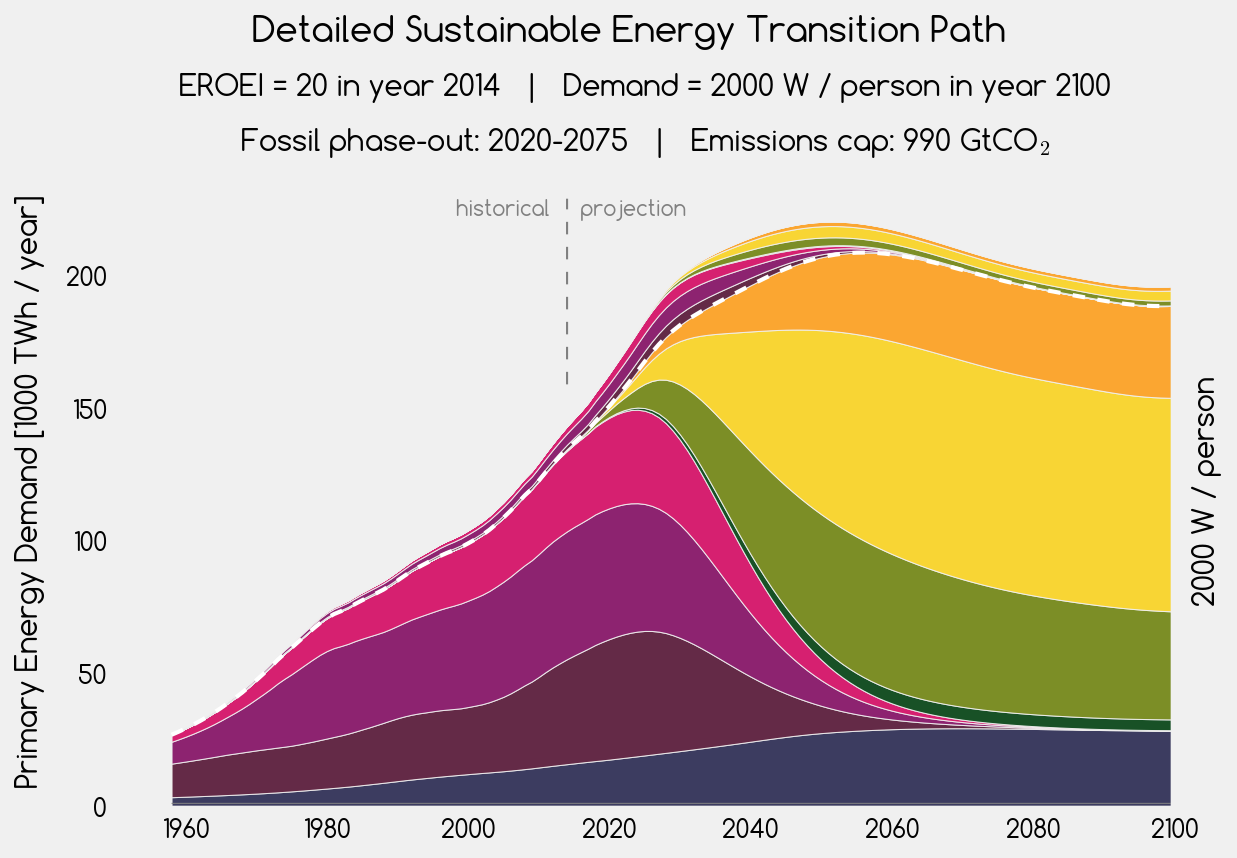 Detailed Sustainable Energy Transition Path
EROEI = 20 in year 2014 | Demand = 2000 W / person in year 2100
Fossil phase-out: 2020-2075 | Emissions cap: 990 GtCO₂
historical projection
Primary Energy Demand [1000 TWh / year]
200
150
100
50
0
2000 W / person
1960 1980 2000 2020 2040 2060 2080 2100